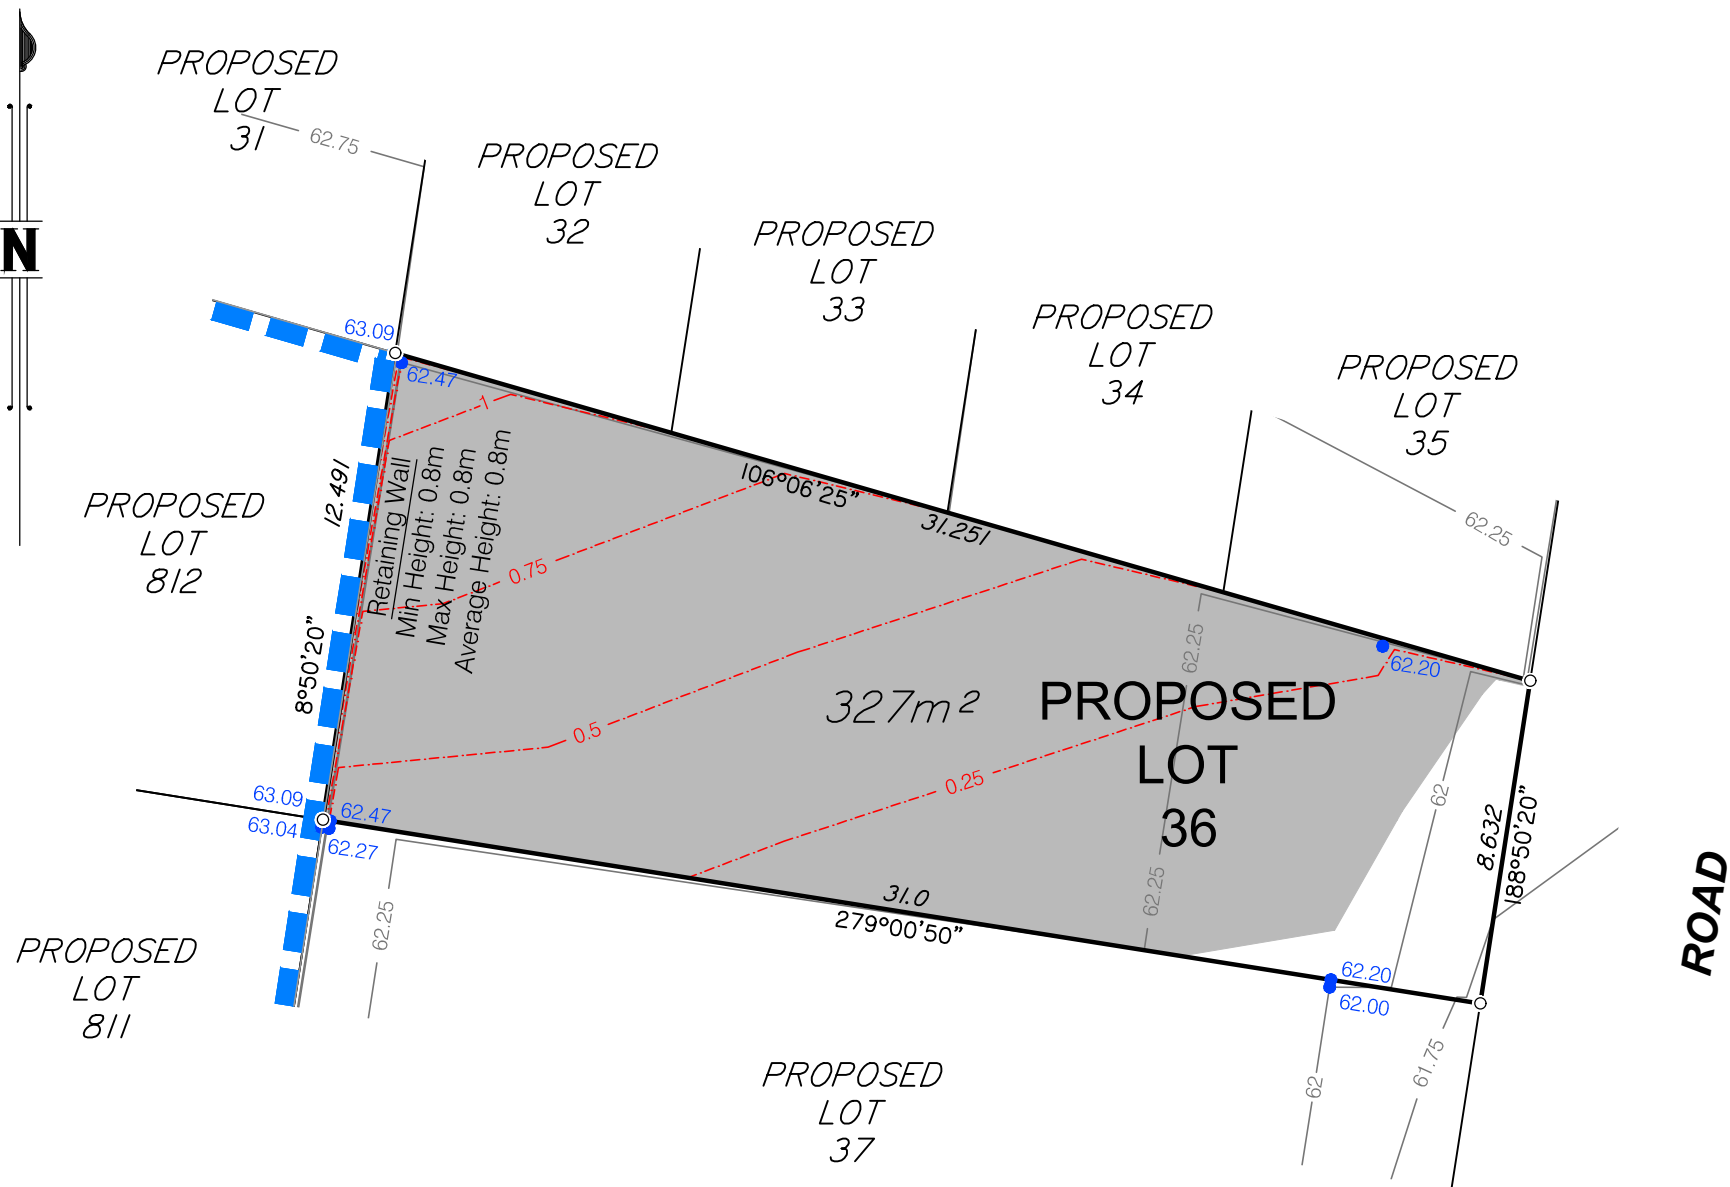 PROPOSED
LOT
31
62.75
PROPOSED
LOT
32
PROPOSED
LOT
33
PROPOSED
LOT
34
PROPOSED
LOT
35
N
63.09
62.47
1
62.25
106°06'25"
31.251
12.491
Retaining Wall
Min Height: 0.8m
Max Height: 0.8m
Average Height: 0.8m
0.75
PROPOSED
LOT
812
8°50'20"
62.25
62.20
0.5
327m²
PROPOSED
LOT
36
0.25
62
8.632
188°50'20"
63.09
62.47
63.04
62.27
62.25
31.0
279°00'50"
62.25
ROAD
PROPOSED
LOT
811
62.20
62.00
62
61.75
PROPOSED
LOT
37